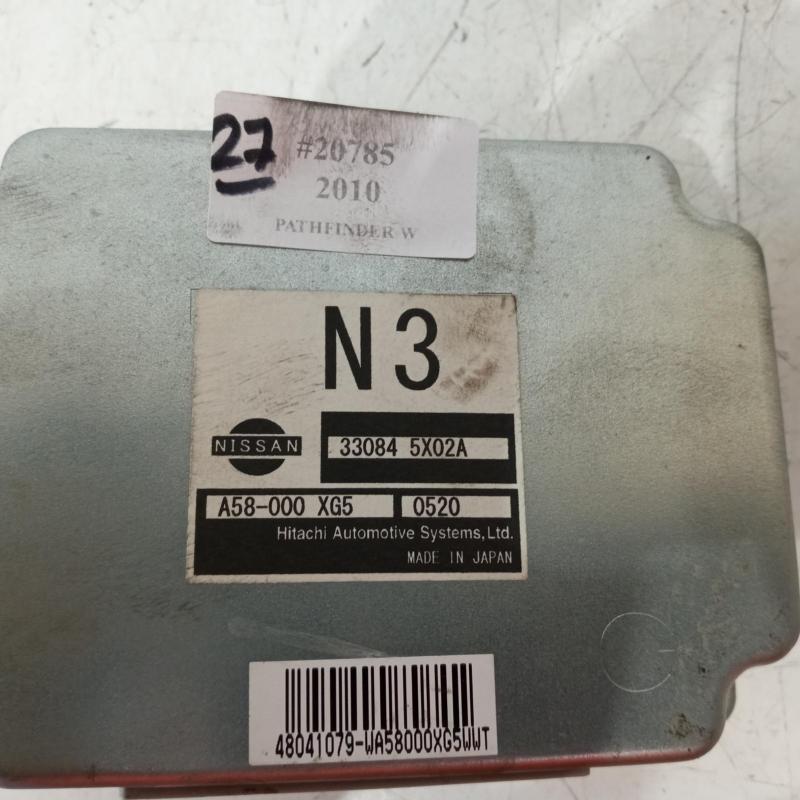 27
#20785
2010
PATHFINDER W
N3
NISSAN
33084 5X02A
A58-000 XG5 0520
Hitachi Automotive Systems,Ltd.
MADE IN JAPAN
48041079-WA58000XG5WWT